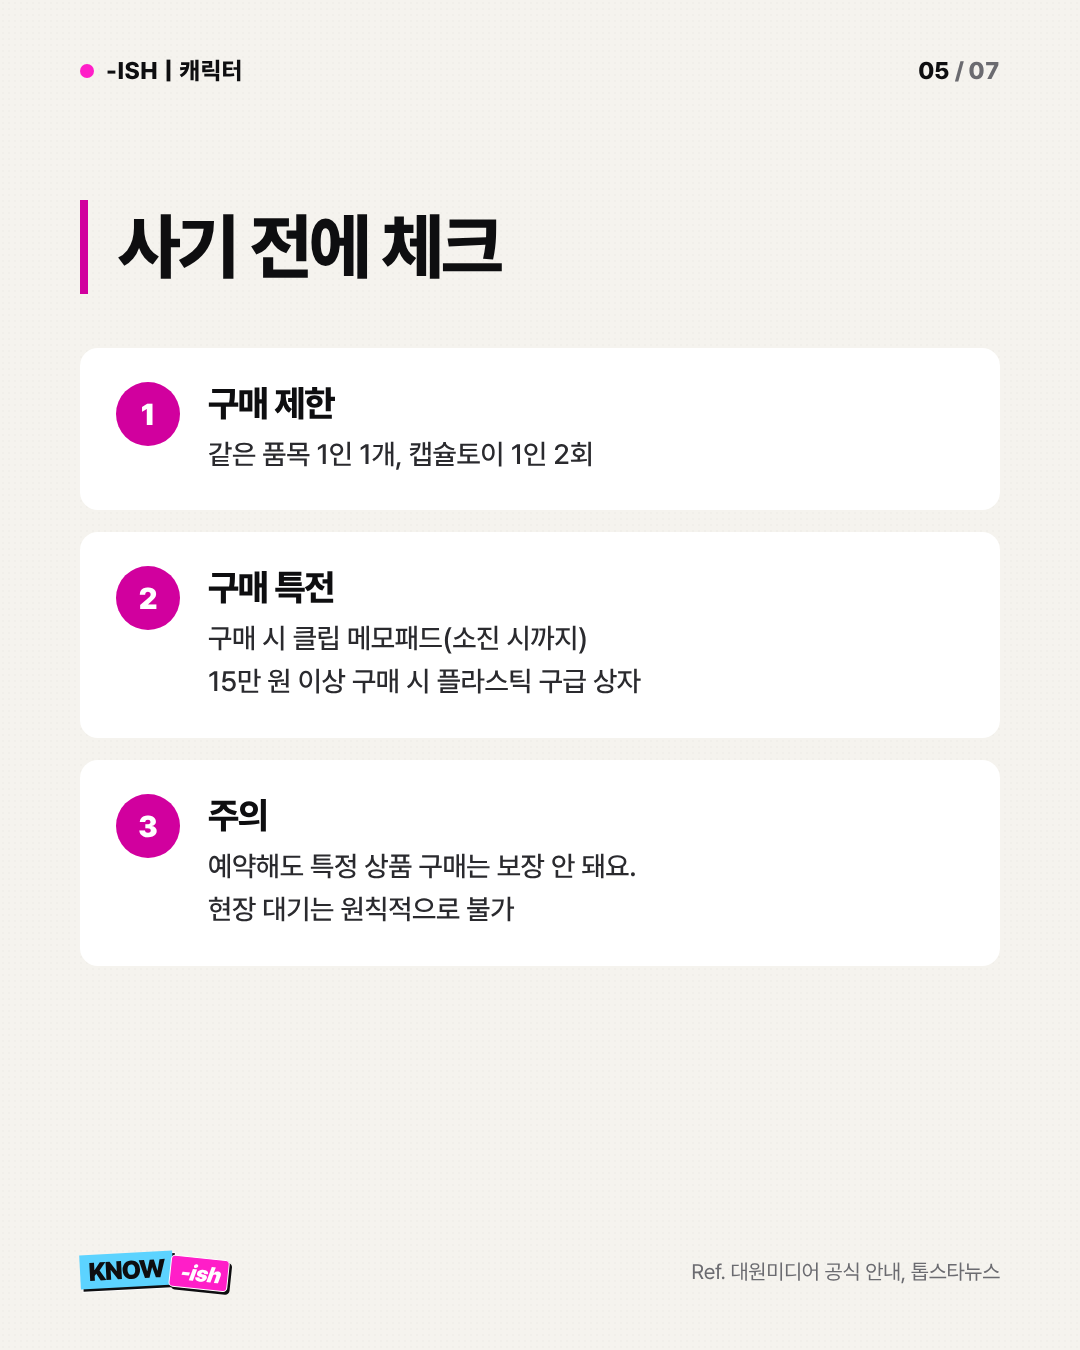 -ISH | 캐릭터
05 / 07
사기 전에 체크
1
구매 제한
같은 품목 1인 1개, 캡슐토이 1인 2회
2
구매 특전
구매 시 클립 메모패드(소진 시까지)
15만 원 이상 구매 시 플라스틱 구급 상자
3
주의
예약해도 특정 상품 구매는 보장 안 돼요.
현장 대기는 원칙적으로 불가
KNOW -ish
Ref. 대원미디어 공식 안내, 톱스타뉴스